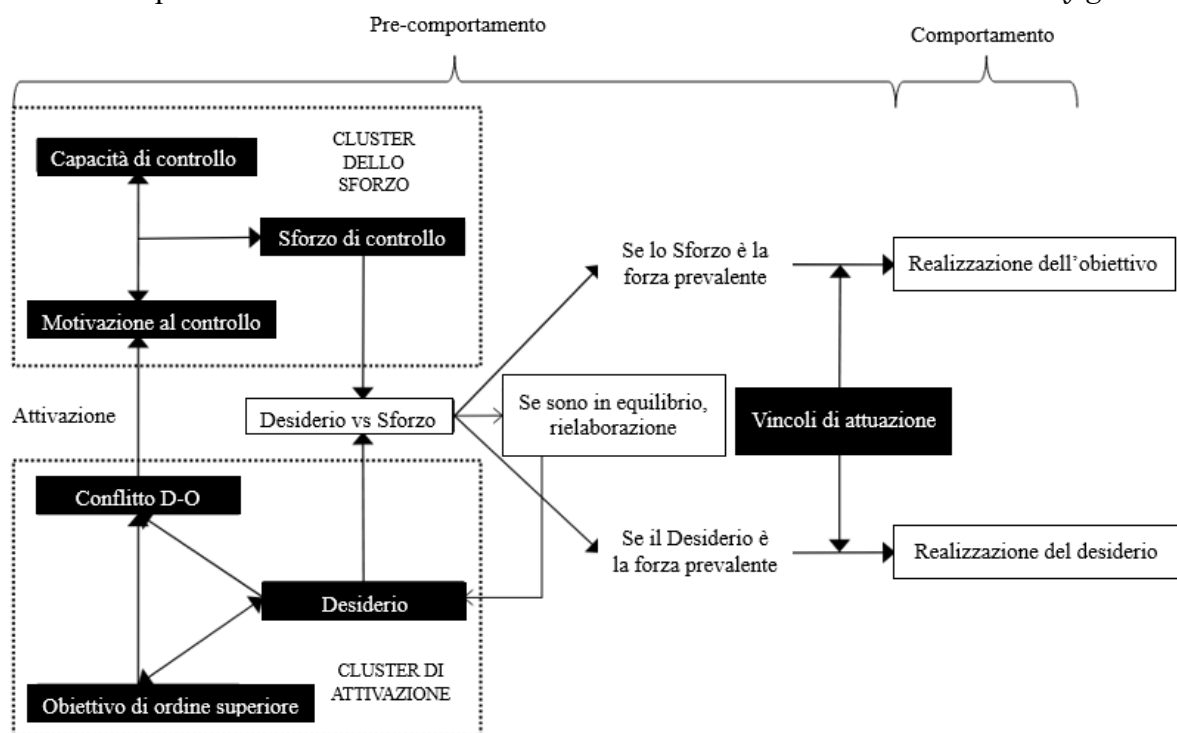 Pre-comportamento
Comportamento
CLUSTER
DELLO
SFORZO
Capacità di controllo
Sforzo di controllo
Motivazione al controllo
Se lo Sforzo è la
forza prevalente
Realizzazione dell'obiettivo
Attivazione
Desiderio vs Sforzo
Se sono in equilibrio,
rielaborazione
Vincoli di attuazione
Conflitto D-O
Se il Desiderio è
la forza prevalente
Realizzazione del desiderio
Desiderio
CLUSTER DI
ATTIVAZIONE
Obiettivo di ordine superiore